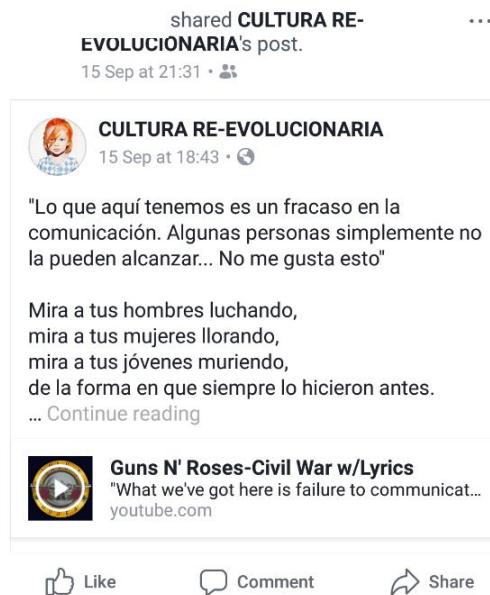 shared CULTURA RE-
EVOLUCIONARIA's post.
15 Sep at 21:31 •
CULTURA RE-EVOLUCIONARIA
15 Sep at 18:43 •
"Lo que aquí tenemos es un fracaso en la
comunicación. Algunas personas simplemente no
la pueden alcanzar... No me gusta esto"
Mira a tus hombres luchando,
mira a tus mujeres llorando,
mira a tus jóvenes muriendo,
de la forma en que siempre lo hicieron antes.
... Continue reading
Guns N' Roses-Civil War w/Lyrics
"What we've got here is failure to communicat...
youtube.com
Like
Comment
Share